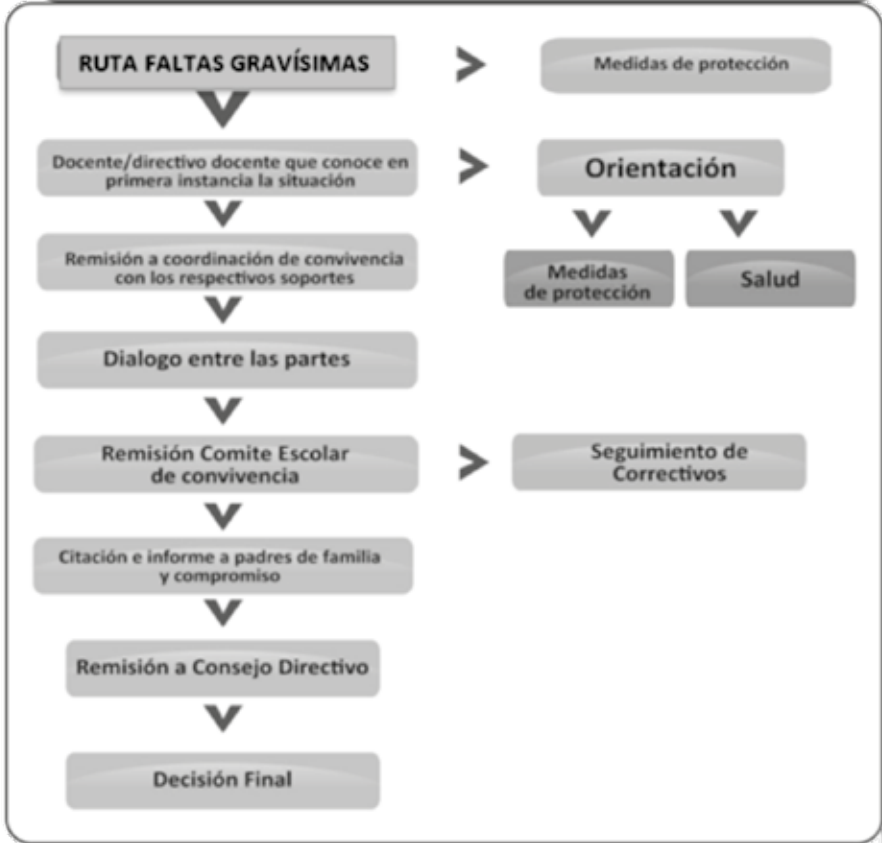 RUTA FALTAS GRAVÍSIMAS
Medidas de protección
Docente/directivo docente que conoce en
primera instancia la situación
Orientación
Remisión a coordinación de convivencia
con los respectivos soportes
Medidas
de protección
Salud
Dialogo entre las partes
Remisión Comite Escolar
de convivencia
Seguimiento de
Correctivos
Citación e informe a padres de familia
y compromiso
Remisión a Consejo Directivo
Decisión Final